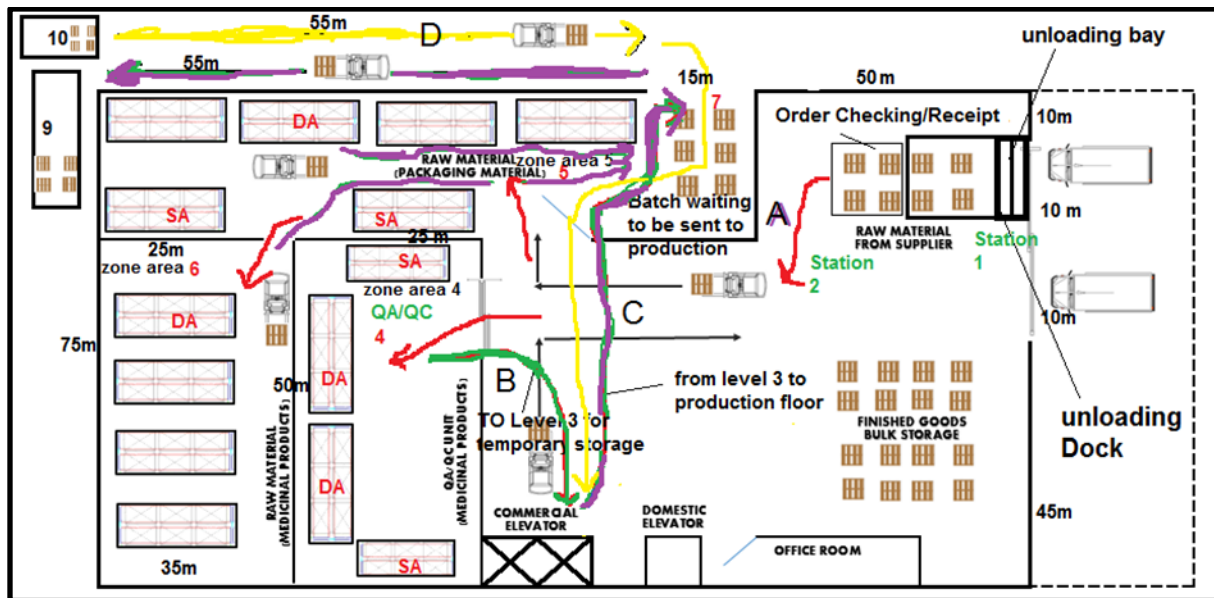 55m
D
10
55m
15m
50 m
unloading bay
7
Order Checking/Receipt
10m
9
DA
zone area 5
RAW MATERIAL
(PACKAGING MATERIAL)
5
SA
Batch waiting
to be sent to
production
A
RAW MATERIAL
FROM SUPPLIER
10 m
Station
1
25m
25 m
zone area 6
SA
zone area 4
Station
2
QA/QC
4
DA
C
10m
75m
50m
DA
B
from level 3 to
production floor
unloading
Dock
TO Level 3 for
temporary storage
FINISHED GOODS
BULK STORAGE
RAW MATERIAL
(MEDICINAL PRODUCTS)
DA
QA/QC UNIT
(MEDICINAL PRODUCTS)
COMMERCIAL
ELEVATOR
DOMESTIC
ELEVATOR
45m
OFFICE ROOM
35m
SA